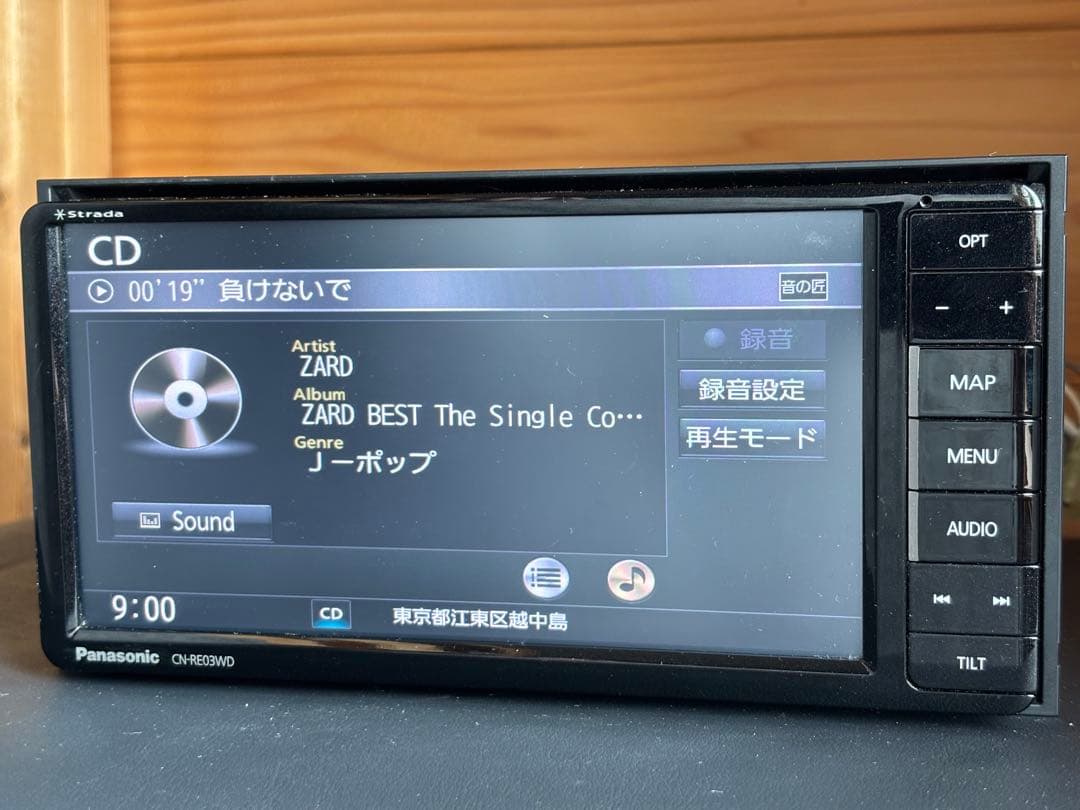 Strada
CD
00'19" 負けないで
音の匠
Artist
ZARD
Album
ZARD BEST The Single Co…
Genre
Jーポップ
Sound
録音
録音設定
再生モード
9:00
CD
東京都江東区越中島
Panasonic CN-RE03WD
OPT
- +
MAP
MENU
AUDIO
TILT